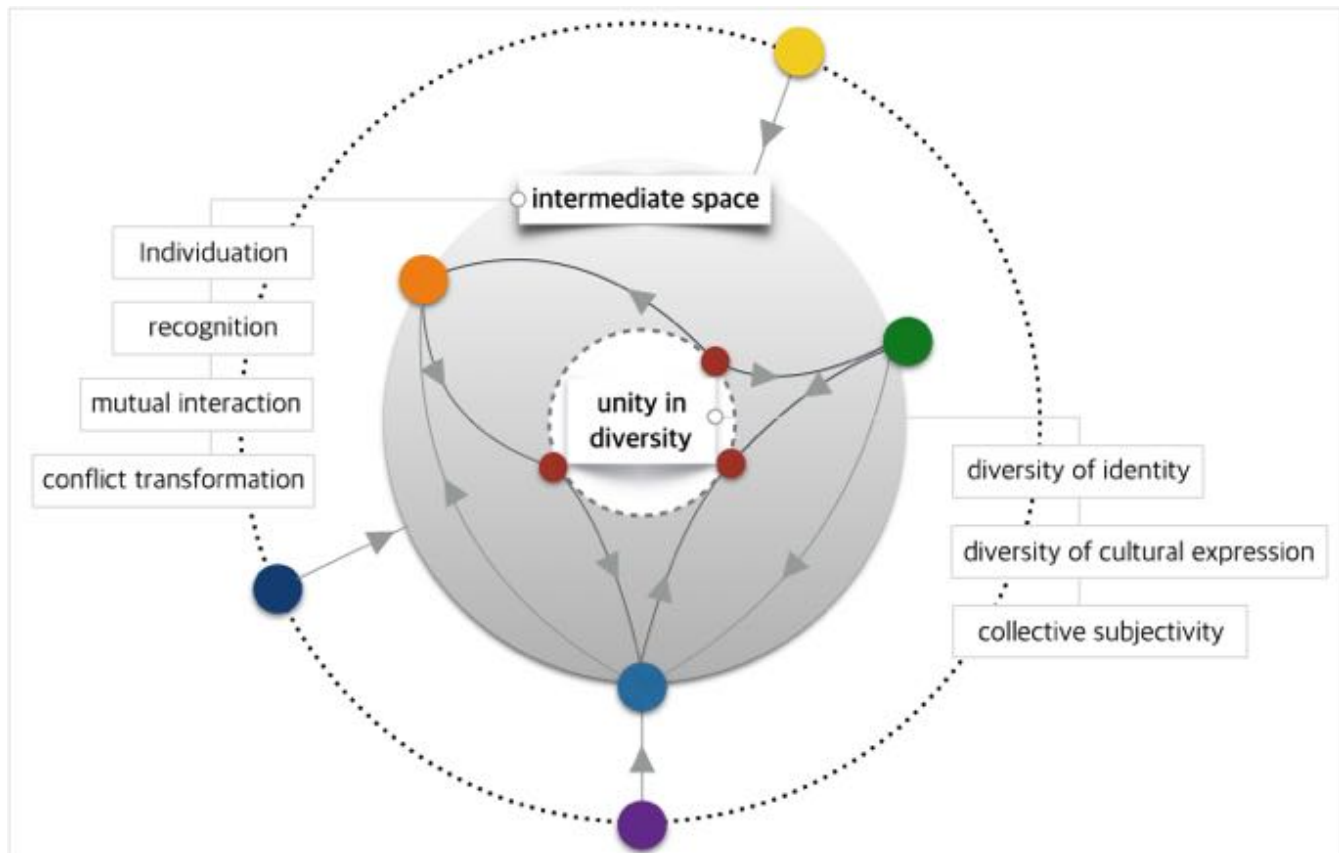 intermediate space
Individuation
recognition
mutual interaction
conflict transformation
unity in
diversity
diversity of identity
diversity of cultural expression
collective subjectivity